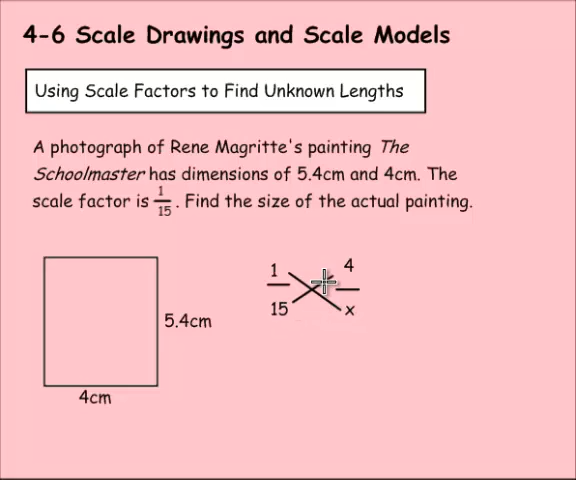 4-6 Scale Drawings and Scale Models
Using Scale Factors to Find Unknown Lengths
A photograph of Rene Magritte's painting The
Schoolmaster has dimensions of 5.4cm and 4cm. The
scale factor is 1/15. Find the size of the actual painting.
1 4
15 x
5.4cm
4cm